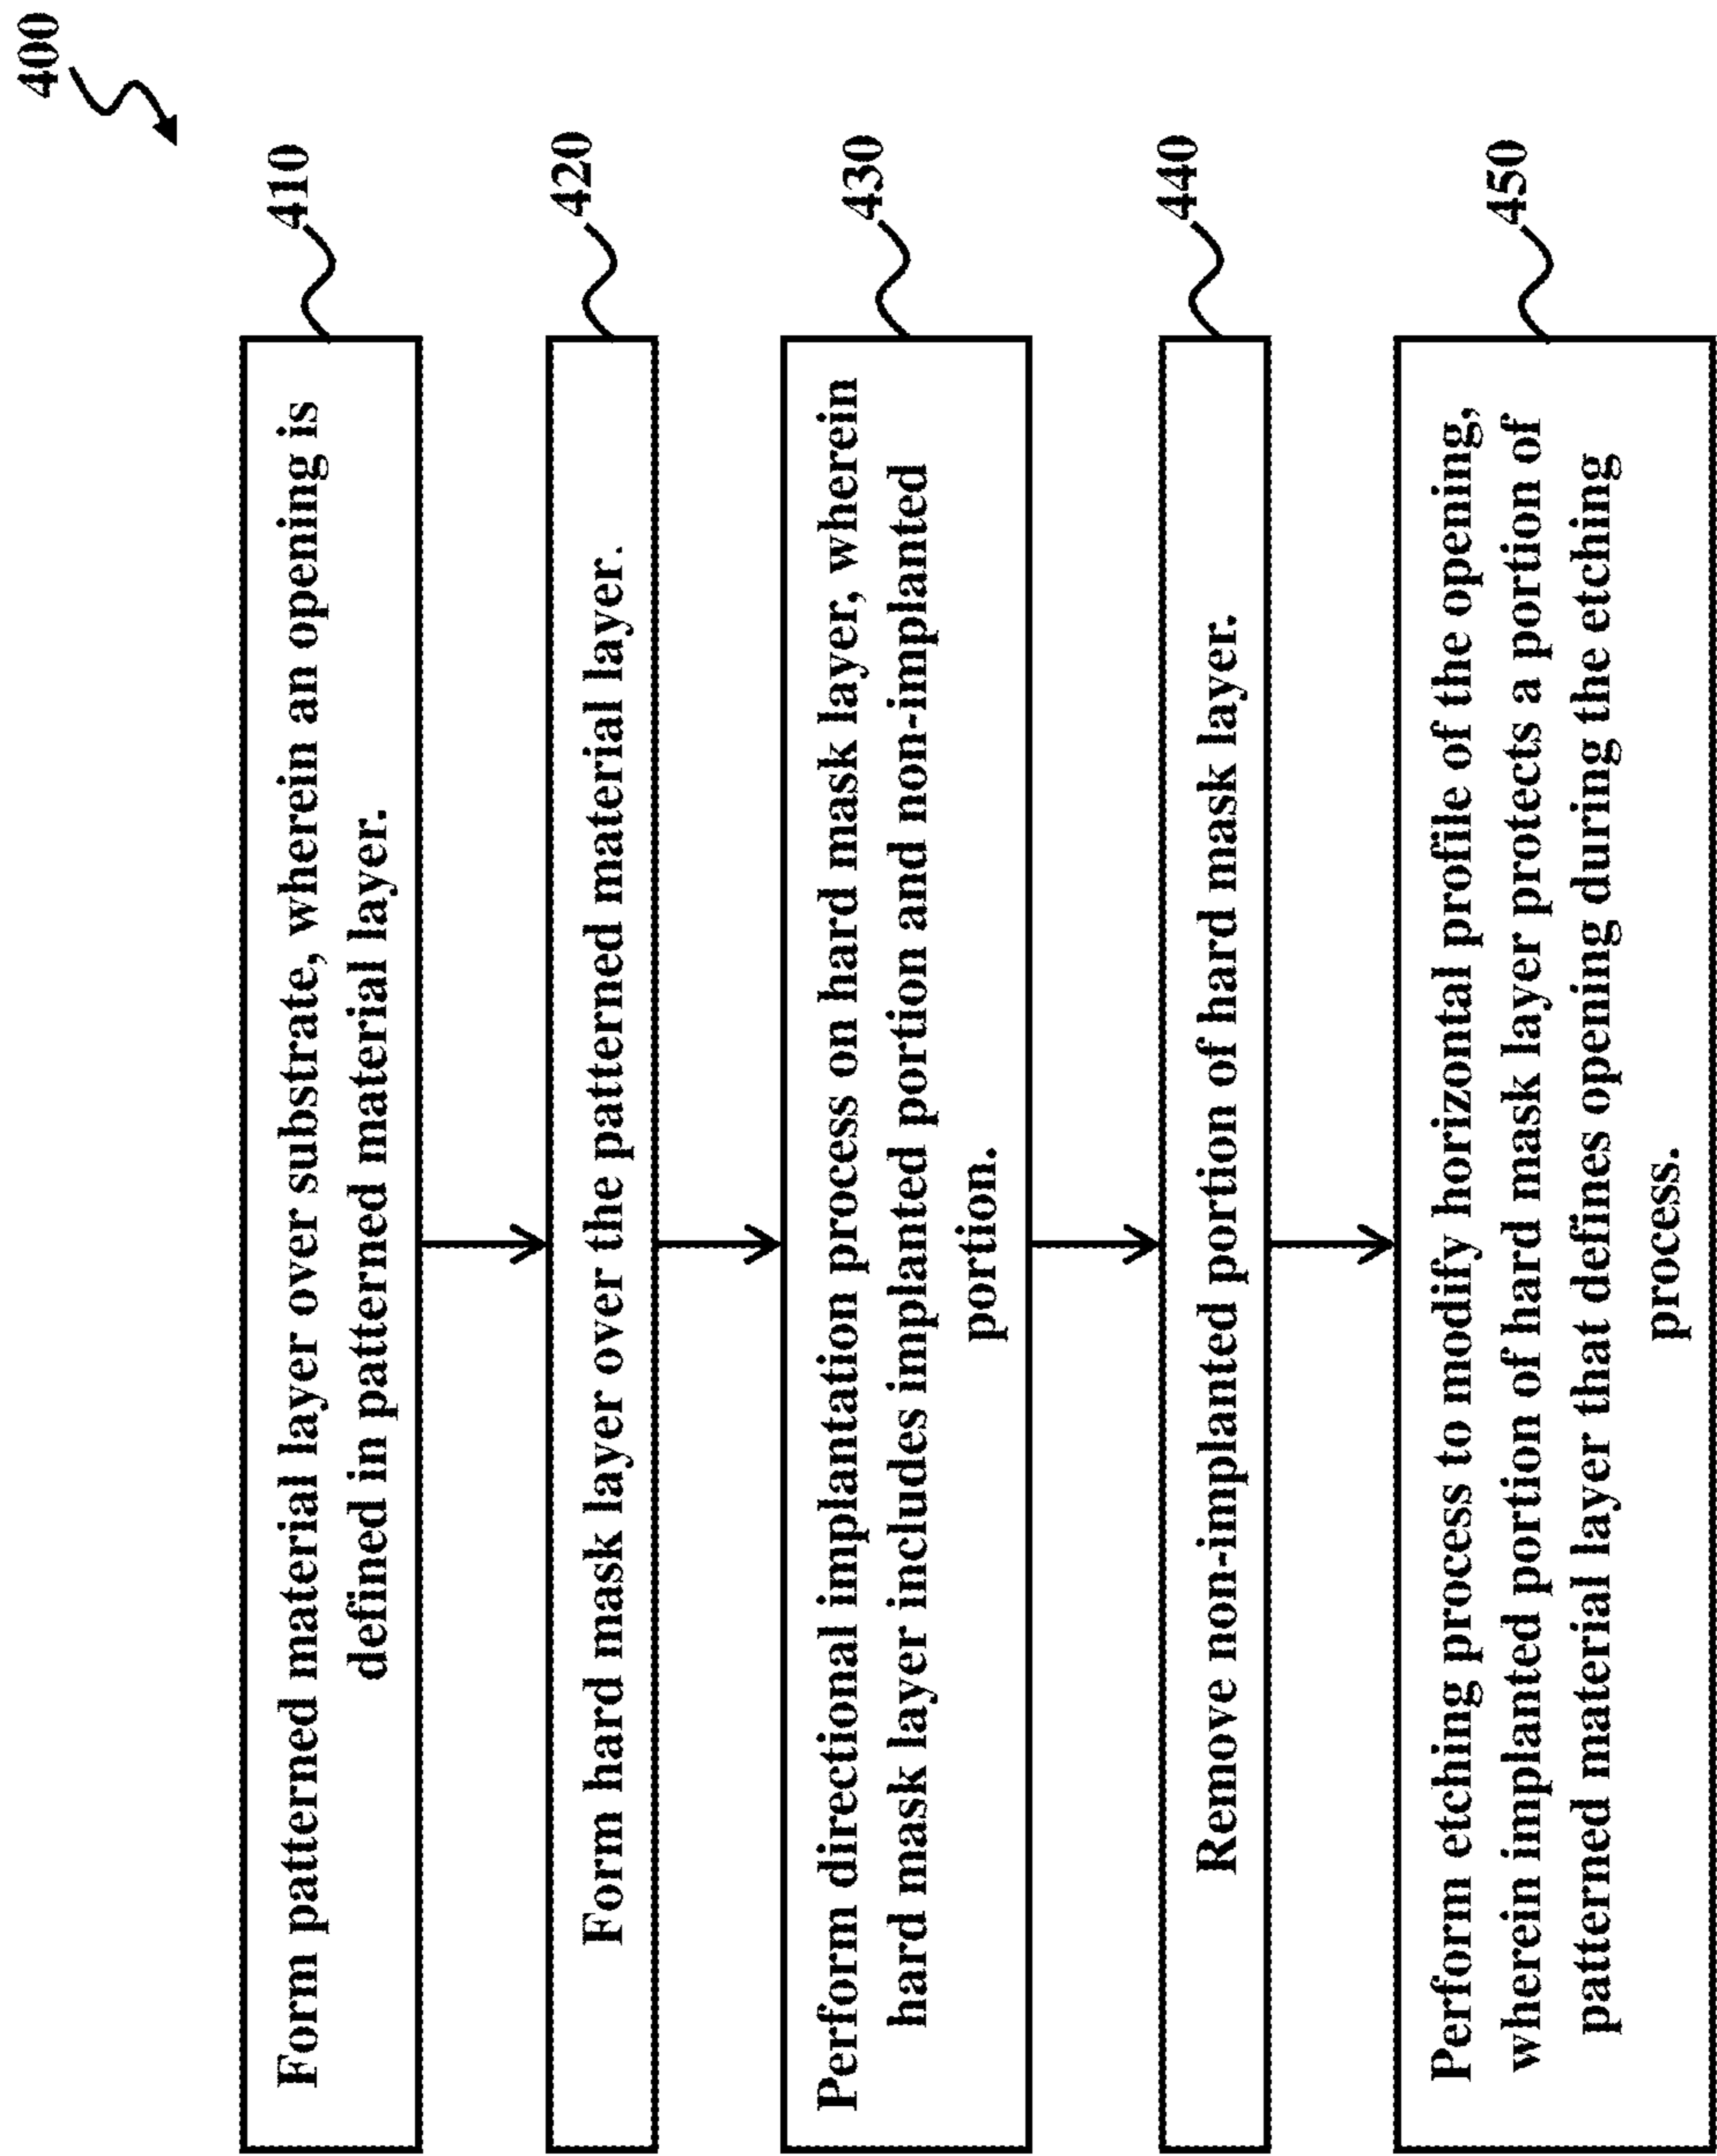 400
410
Form patterned material layer over substrate, wherein an opening is
defined in patterned material layer.
420
Form hard mask layer over the patterned material layer.
430
Perform directional implantation process on hard mask layer, wherein
hard mask layer includes implanted portion and non-implanted
portion.
440
Remove non-implanted portion of hard mask layer.
450
Perform etching process to modify horizontal profile of the opening,
wherein implanted portion of hard mask layer protects a portion of
patterned material layer that defines opening during the etching
process.